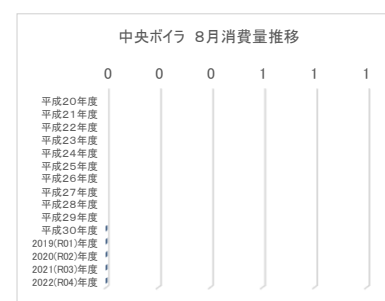 中央ボイラ 8月消費量推移
0 0 0 1 1 1
平成20年度
平成21年度
平成22年度
平成23年度
平成24年度
平成25年度
平成26年度
平成27年度
平成28年度
平成29年度
平成30年度
2019(R01)年度
2020(R02)年度
2021(R03)年度
2022(R04)年度